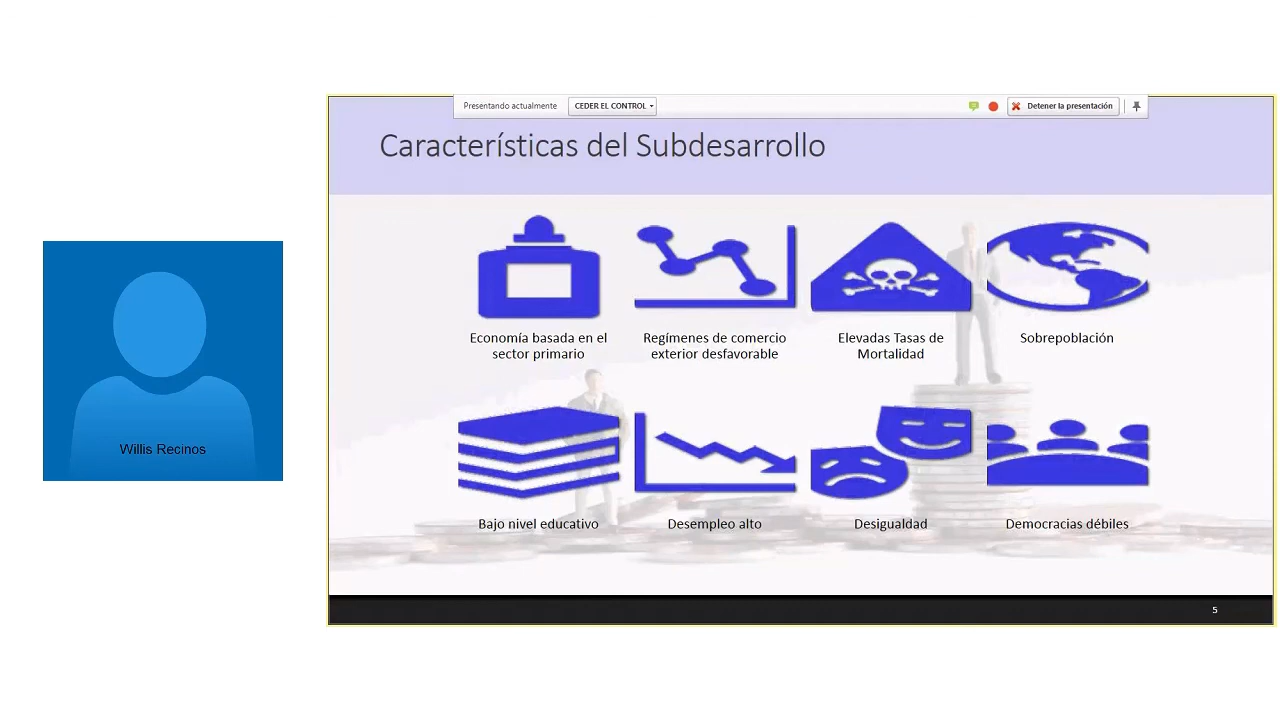 Presentando actualmente
CEDER EL CONTROL
Detener la presentación
Características del Subdesarrollo
Economía basada en el
sector primario
Regímenes de comercio
exterior desfavorable
Elevadas Tasas de
Mortalidad
Sobrepoblación
Willis Recinos
Bajo nivel educativo
Desempleo alto
Desigualdad
Democracias débiles
5